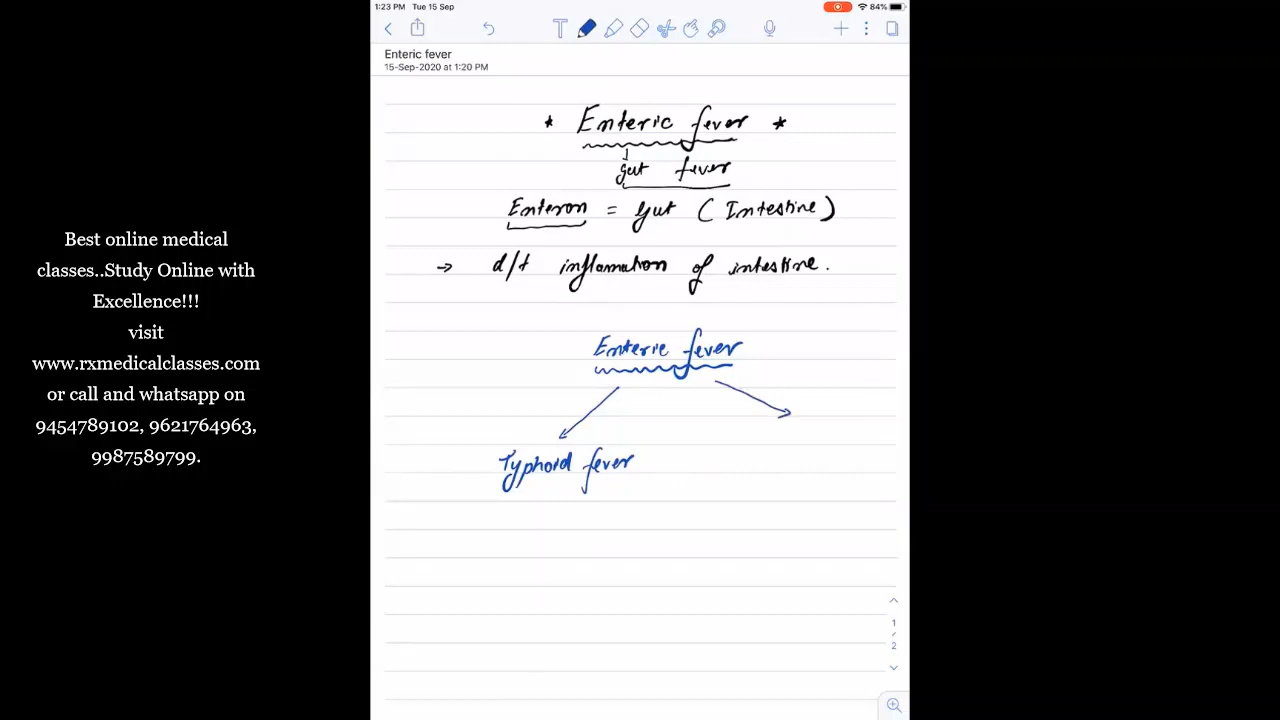 1:23 PM Tue 15 Sep
84%
Enteric fever
15-Sep-2020 at 1:20 PM
* Enteric fever *
gut fever
Enteron = gut (Intestine)
→ d/t inflamation of intestine.
Enteric fever
Typhoid fever
Best online medical
classes..Study Online with
Excellence!!!
visit
www.rxmedicalclasses.com
or call and whatsapp on
9454789102, 9621764963,
9987589799.
1
/
2